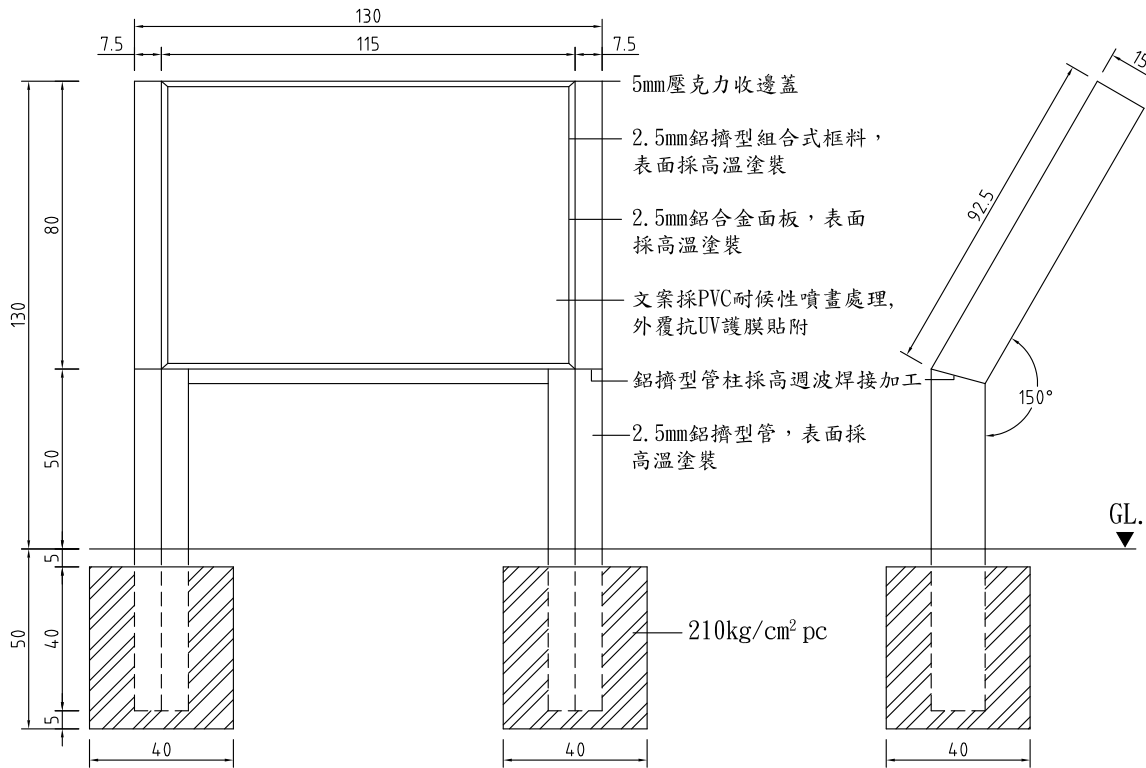 130
7.5
115
7.5
5mm壓克力收邊蓋
2.5mm鋁擠型組合式框料，
表面採高溫塗裝
2.5mm鋁合金面板，表面
採高溫塗裝
文案採PVC耐候性噴畫處理,
外覆抗UV護膜貼附
鋁擠型管柱採高週波焊接加工
2.5mm鋁擠型管，表面採
高溫塗裝
130
80
50
5
50
40
5
210kg/cm² pc
40
40
15
92.5
150°
GL.
40